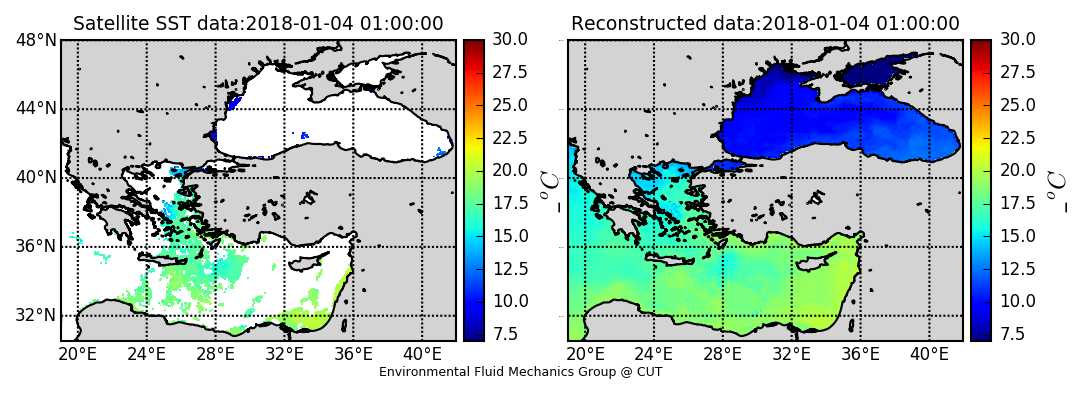 Satellite SST data:2018-01-04 01:00:00
48°N
44°N
40°N
36°N
32°N
20°E 24°E 28°E 32°E 36°E 40°E
30.0
27.5
25.0
22.5
20.0
17.5
15.0
12.5
10.0
7.5
_°C
Reconstructed data:2018-01-04 01:00:00
20°E 24°E 28°E 32°E 36°E 40°E
30.0
27.5
25.0
22.5
20.0
17.5
15.0
12.5
10.0
7.5
_°C
Environmental Fluid Mechanics Group @ CUT